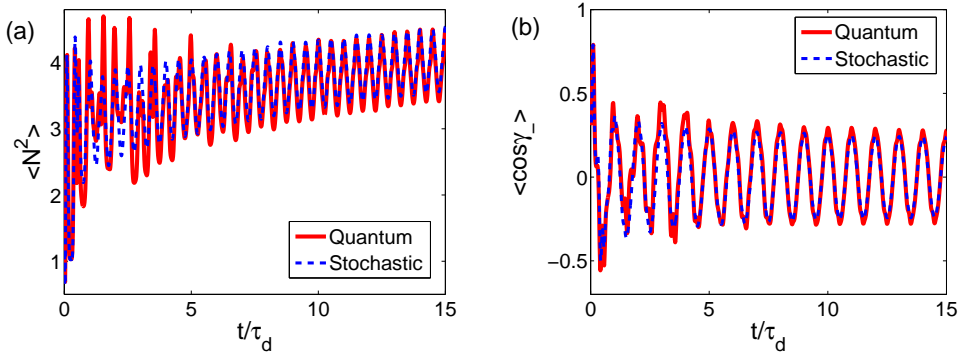 (a)
<N²>
4
3
2
1
Quantum
Stochastic
0 5 10 15
t/τd
(b)
<cosγ_>
1
0.5
0
−0.5
Quantum
Stochastic
0 5 10 15
t/τd